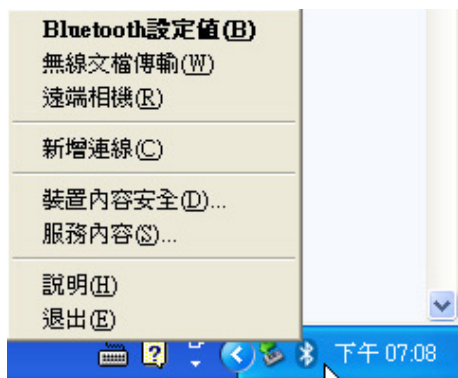 Bluetooth設定值(B)
無線文檔傳輸(W)
遠端相機(R)
新增連線(C)
裝置內容安全(D)...
服務內容(S)...
說明(H)
退出(E)
下午 07:08